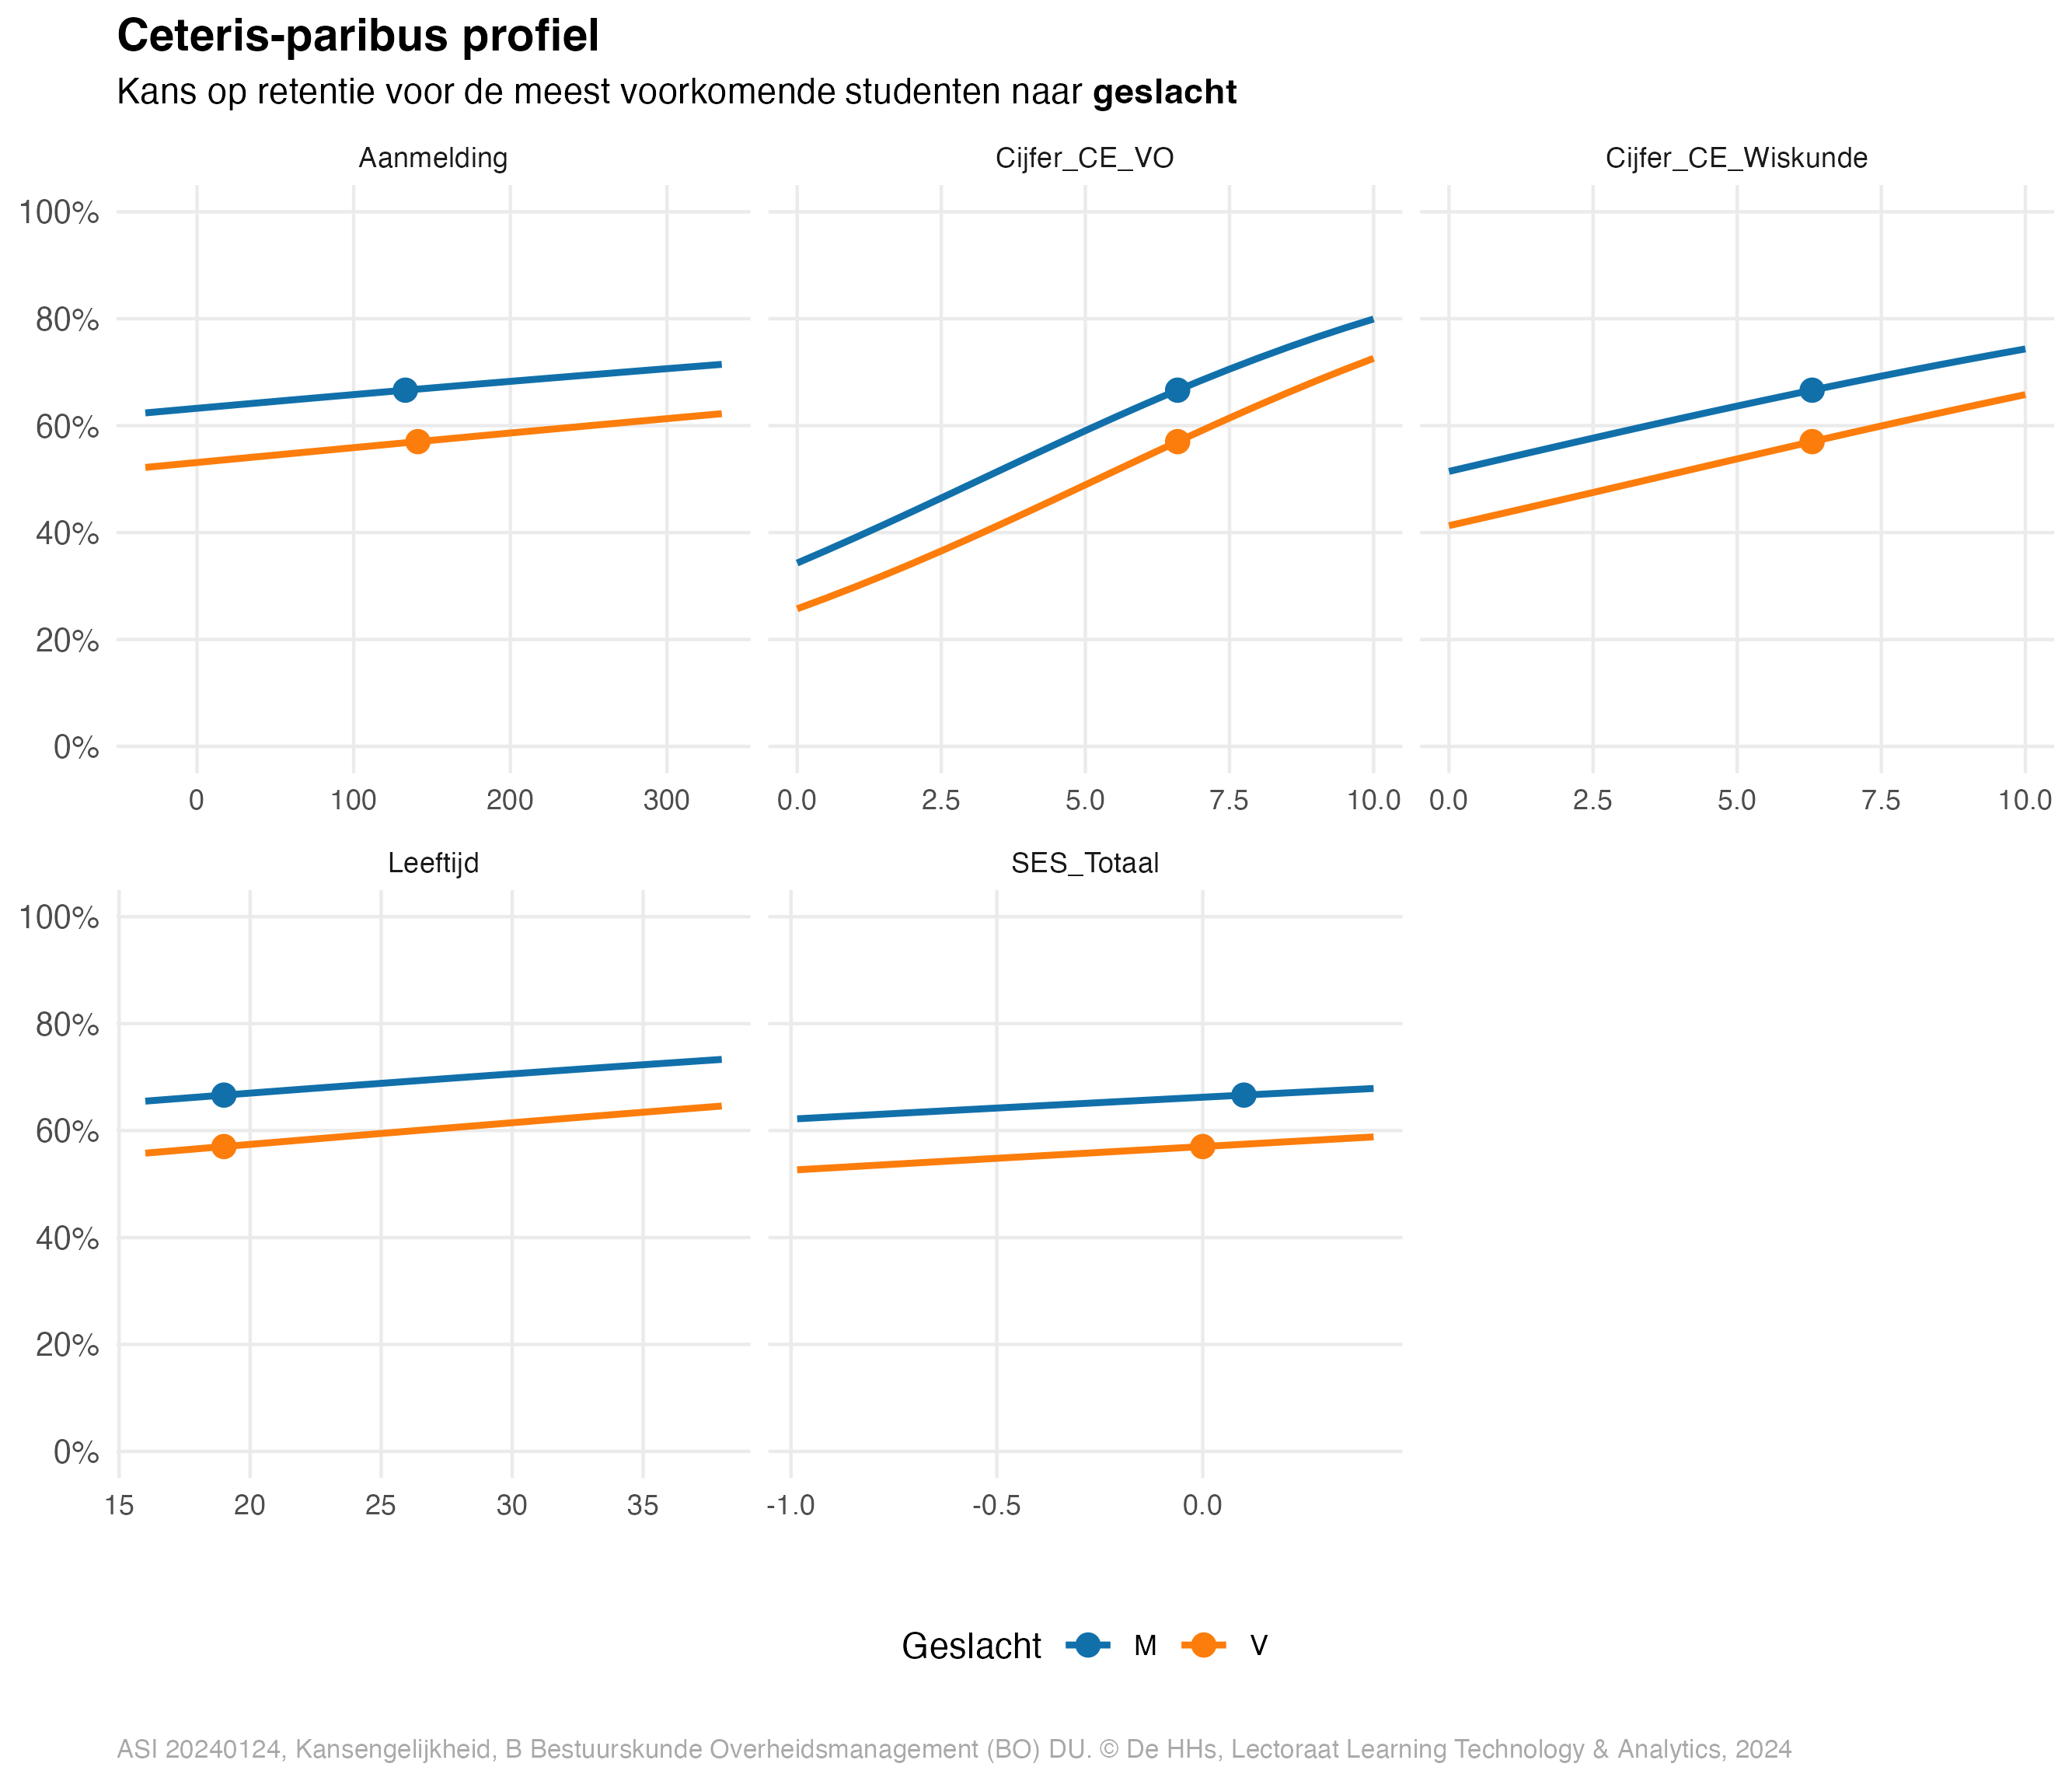 Ceteris-paribus profiel
Kans op retentie voor de meest voorkomende studenten naar geslacht
Aanmelding
Cijfer_CE_VO
Cijfer_CE_Wiskunde
100%
80%
60%
40%
20%
0%
0 100 200 300
0.0 2.5 5.0 7.5 10.0
0.0 2.5 5.0 7.5 10.0
Leeftijd
SES_Totaal
100%
80%
60%
40%
20%
0%
15 20 25 30 35
-1.0 -0.5 0.0
Geslacht M V
ASI 20240124, Kansengelijkheid, B Bestuurskunde Overheidsmanagement (BO) DU. © De HHs, Lectoraat Learning Technology & Analytics, 2024